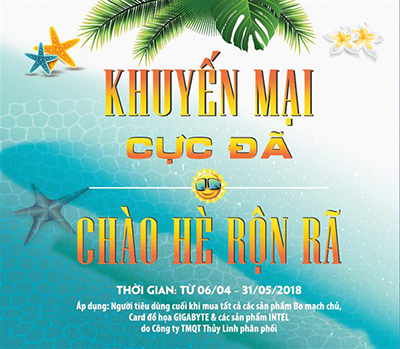 KHUYẾN MẠI
CỰC ĐÃ
CHÀO HÈ RỘN RÃ
THỜI GIAN: TỪ 06/04 – 31/05/2018
Áp dụng: Người tiêu dùng cuối khi mua tất cả các sản phẩm Bo mạch chủ,
Card đồ họa GIGABYTE & các sản phẩm INTEL
do Công ty TMQT Thủy Linh phân phối